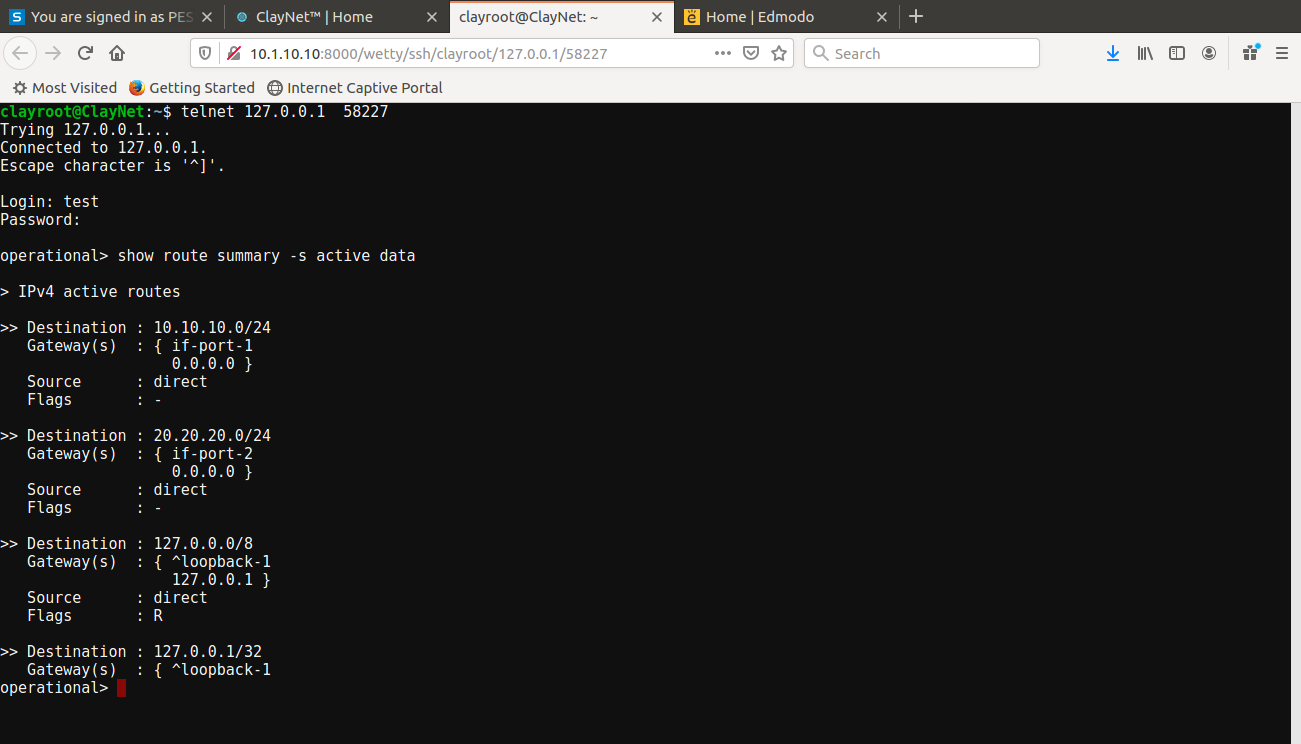 You are signed in as PES
ClayNet™ | Home
clayroot@ClayNet: ~
Home | Edmodo
10.1.10.10:8000/wetty/ssh/clayroot/127.0.0.1/58227
Search
Most Visited
Getting Started
Internet Captive Portal
clayroot@ClayNet:~$ telnet 127.0.0.1  58227
Trying 127.0.0.1...
Connected to 127.0.0.1.
Escape character is '^]'.
Login: test
Password:
operational> show route summary -s active data
> IPv4 active routes
>> Destination : 10.10.10.0/24
   Gateway(s)  : { if-port-1
                   0.0.0.0 }
   Source      : direct
   Flags       : -
>> Destination : 20.20.20.0/24
   Gateway(s)  : { if-port-2
                   0.0.0.0 }
   Source      : direct
   Flags       : -
>> Destination : 127.0.0.0/8
   Gateway(s)  : { ^loopback-1
                   127.0.0.1 }
   Source      : direct
   Flags       : R
>> Destination : 127.0.0.1/32
   Gateway(s)  : { ^loopback-1
operational>